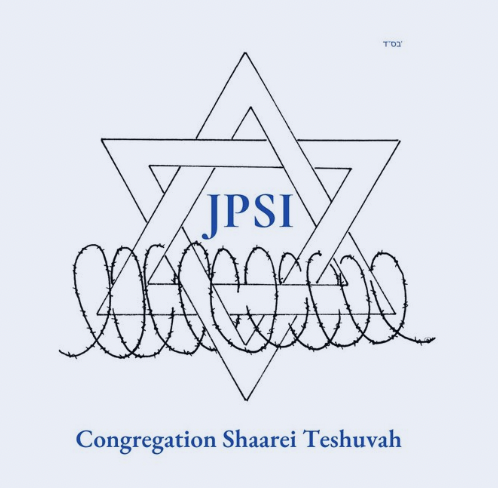 בס״ד
JPSI
Congregation Shaarei Teshuvah